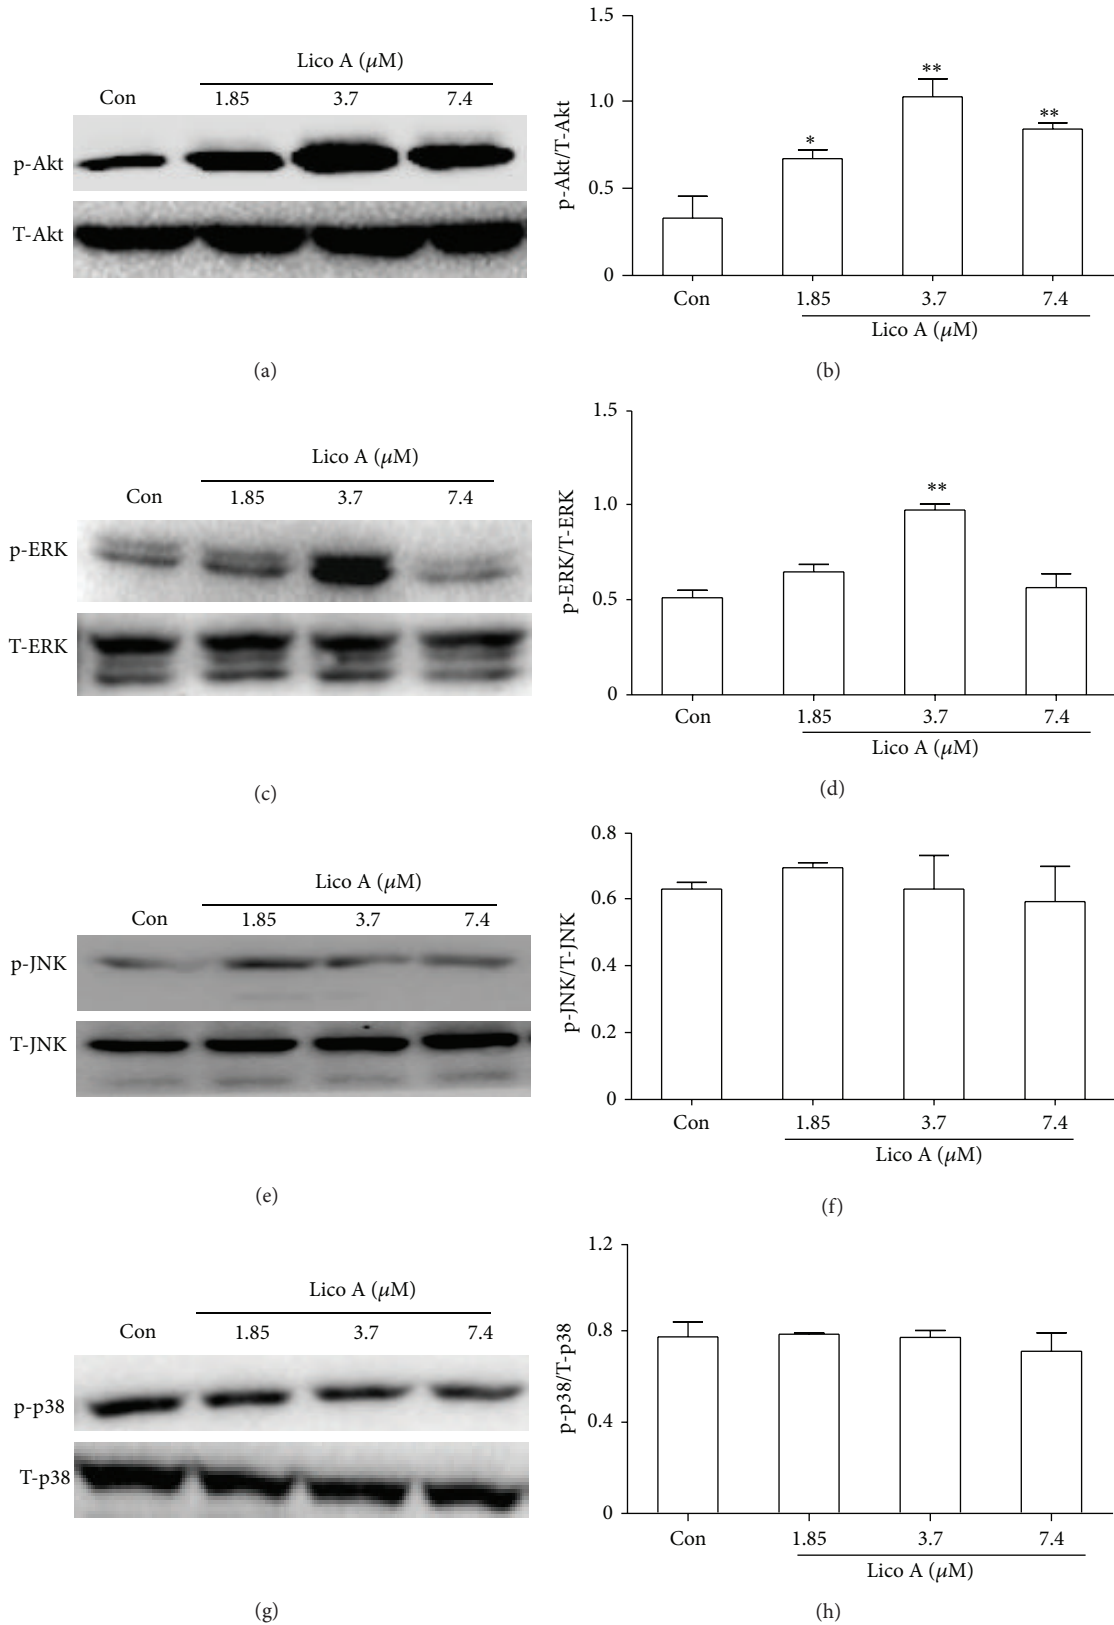 Lico A (μM)
Con 1.85 3.7 7.4
p-Akt
T-Akt
(a)
1.5
1.0
0.5
0
p-Akt/T-Akt
*
**
**
Con 1.85 3.7 7.4
Lico A (μM)
(b)
Lico A (μM)
Con 1.85 3.7 7.4
p-ERK
T-ERK
(c)
1.5
1.0
0.5
0
p-ERK/T-ERK
**
Con 1.85 3.7 7.4
Lico A (μM)
(d)
Lico A (μM)
Con 1.85 3.7 7.4
p-JNK
T-JNK
(e)
0.8
0.6
0.4
0.2
0
p-JNK/T-JNK
Con 1.85 3.7 7.4
Lico A (μM)
(f)
Lico A (μM)
Con 1.85 3.7 7.4
p-p38
T-p38
(g)
1.2
0.8
0.4
0
p-p38/T-p38
Con 1.85 3.7 7.4
Lico A (μM)
(h)